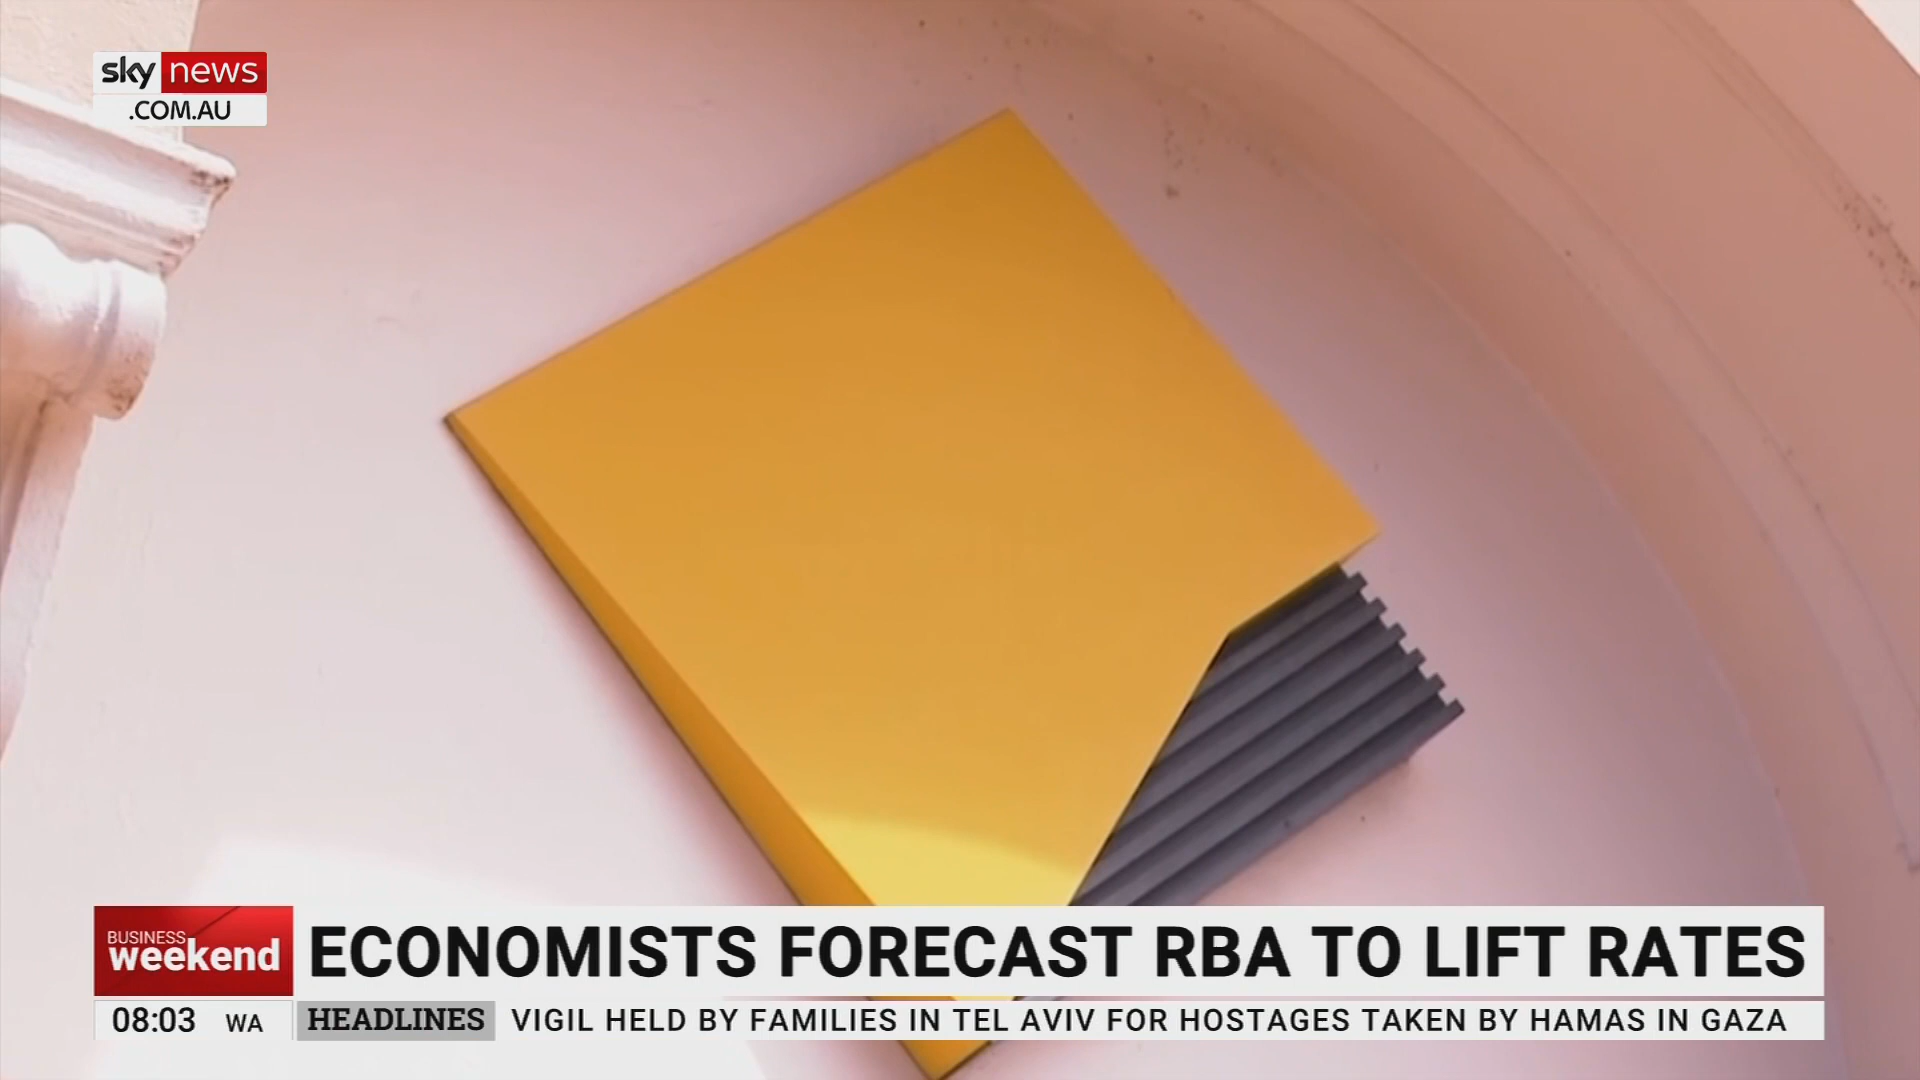 sky news
.COM.AU
BUSINESS
weekend
ECONOMISTS FORECAST RBA TO LIFT RATES
08:03 WA
HEADLINES
VIGIL HELD BY FAMILIES IN TEL AVIV FOR HOSTAGES TAKEN BY HAMAS IN GAZA